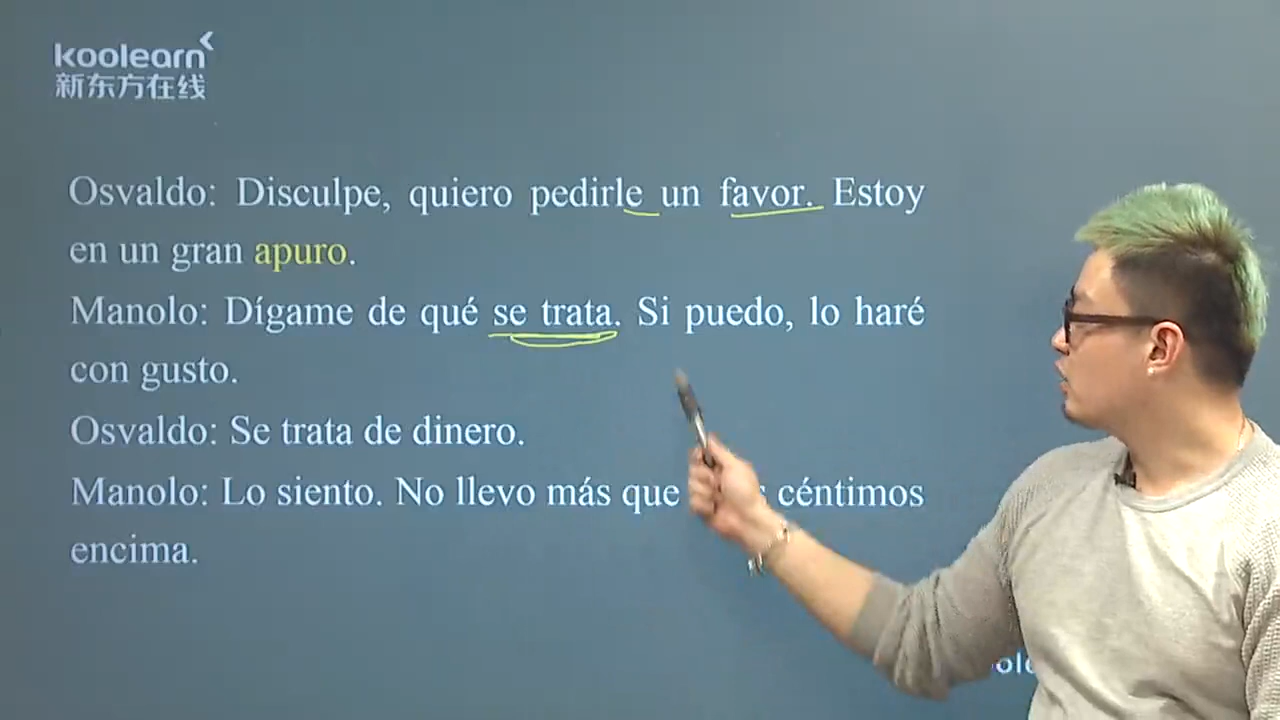 koolearn
新东方在线
Osvaldo: Disculpe, quiero pedirle un favor. Estoy
en un gran apuro.
Manolo: Dígame de qué se trata. Si puedo, lo haré
con gusto.
Osvaldo: Se trata de dinero.
Manolo: Lo siento. No llevo más que céntimos
encima.